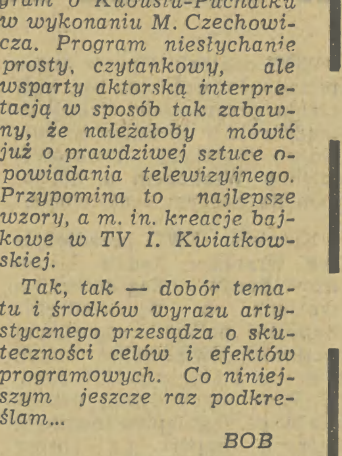 gram o Kubusiu-Puchatku
w wykonaniu M. Czechowi-
cza. Program niesłychanie
prosty, czytankowy, ale
wsparty aktorską interpre-
tacją w sposób tak zabaw-
ny, że należałoby mówić
już o prawdziwej sztuce o-
powiadania telewizyjnego.
Przypomina to najlepsze
wzory, a m. in. kreacje baj-
kowe w TV I. Kwiatkow-
skiej.
Tak, tak — dobór tema-
tu i środków wyrazu arty-
stycznego przesądza o sku-
teczności celów i efektów
programowych. Co niniej-
szym jeszcze raz podkre-
ślam...
BOB